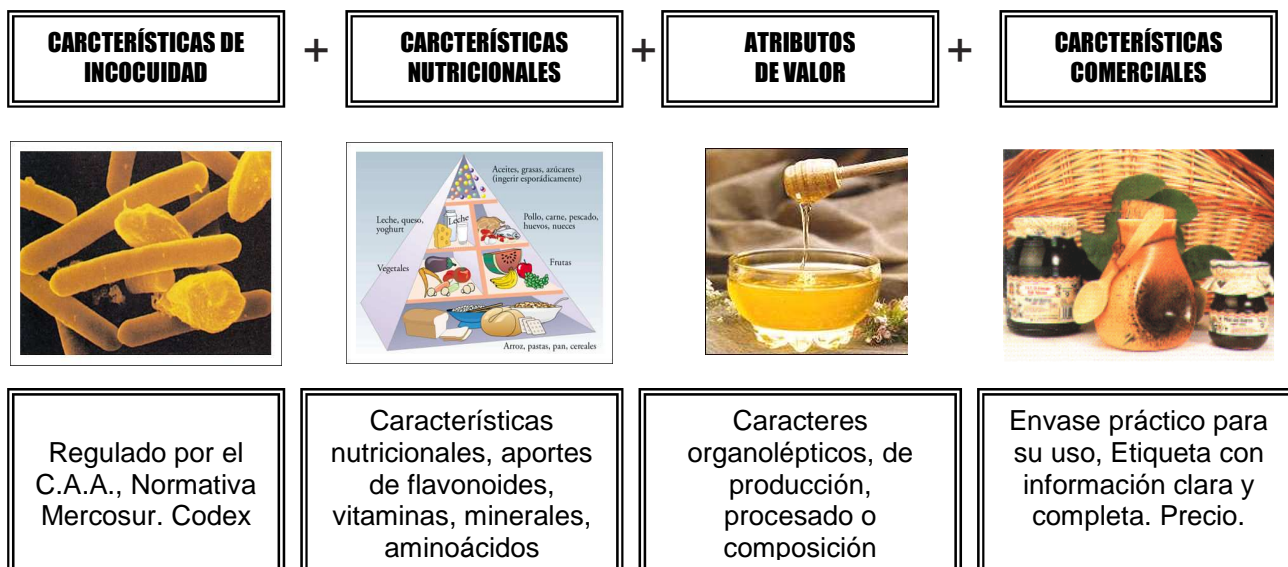 CARCTERÍSTICAS DE
INCOCUIDAD
+
CARCTERÍSTICAS
NUTRICIONALES
+
ATRIBUTOS
DE VALOR
+
CARCTERÍSTICAS
COMERCIALES
Aceites, grasas, azúcares
(ingerir esporádicamente)
Leche, queso,
yoghurt
Leche
Pollo, carne, pescado,
huevos, nueces
Vegetales
Frutas
Arroz, pastas, pan, cereales
Regulado por el
C.A.A., Normativa
Mercosur. Codex
Características
nutricionales, aportes
de flavonoides,
vitaminas, minerales,
aminoácidos
Caracteres
organolépticos, de
producción,
procesado o
composición
Envase práctico para
su uso, Etiqueta con
información clara y
completa. Precio.